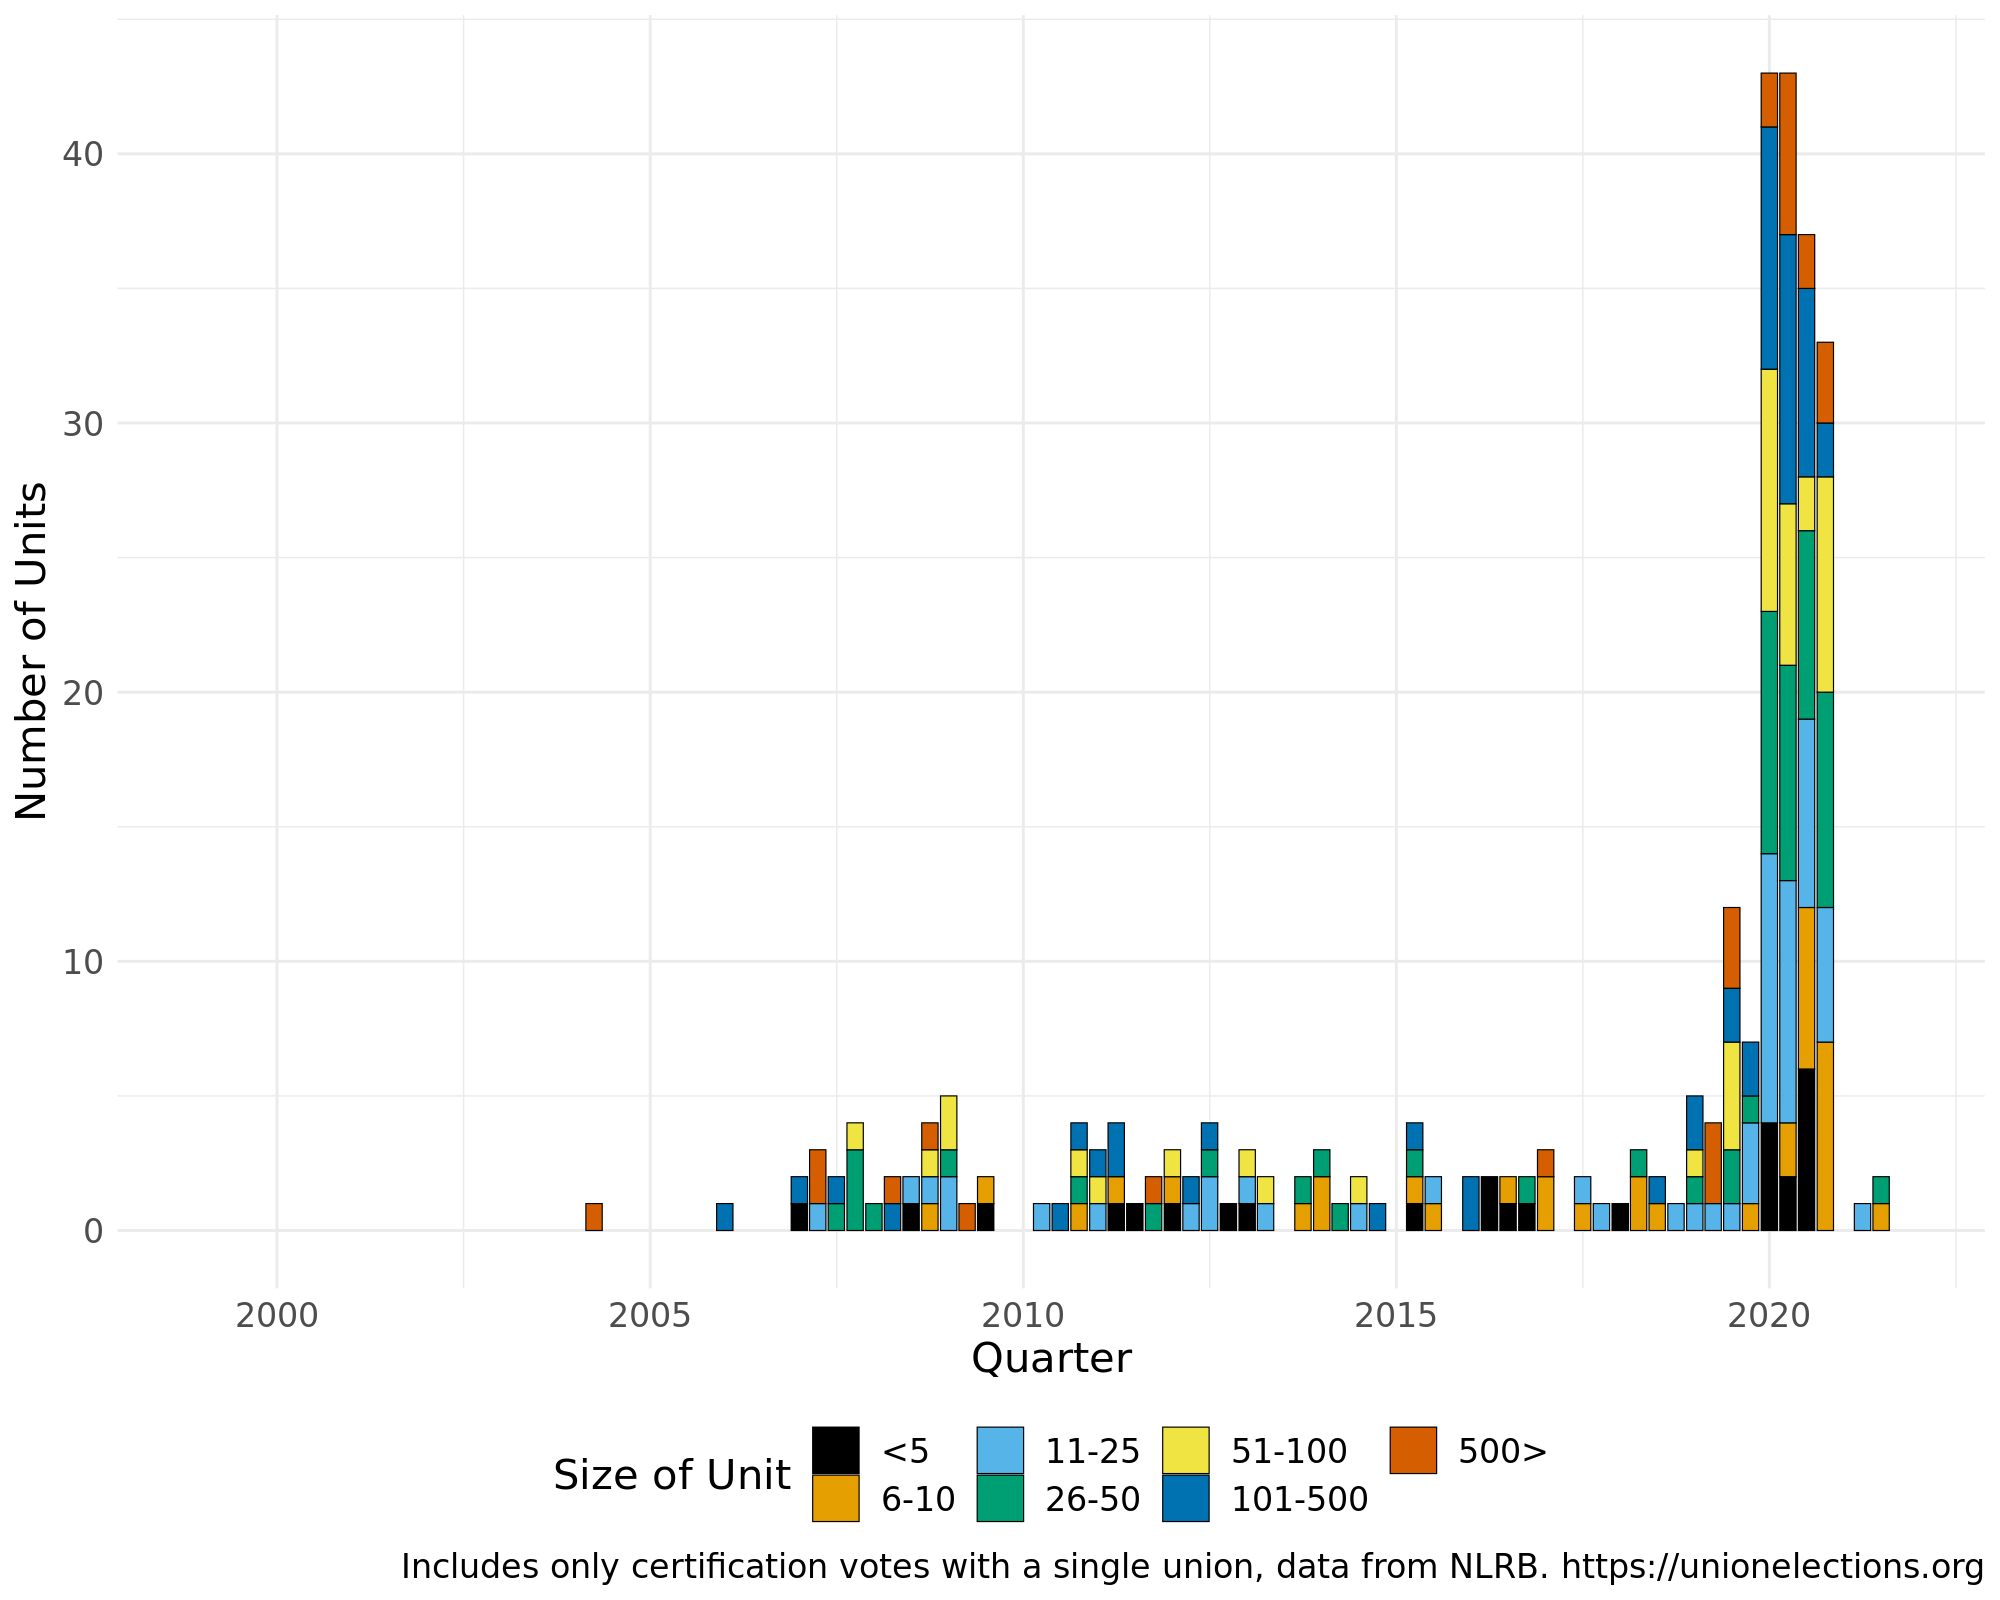 40
30
20
10
0
Number of Units
2000 2005 2010 2015 2020
Quarter
Size of Unit
<5 11-25 51-100 500>
6-10 26-50 101-500
Includes only certification votes with a single union, data from NLRB. https://unionelections.org